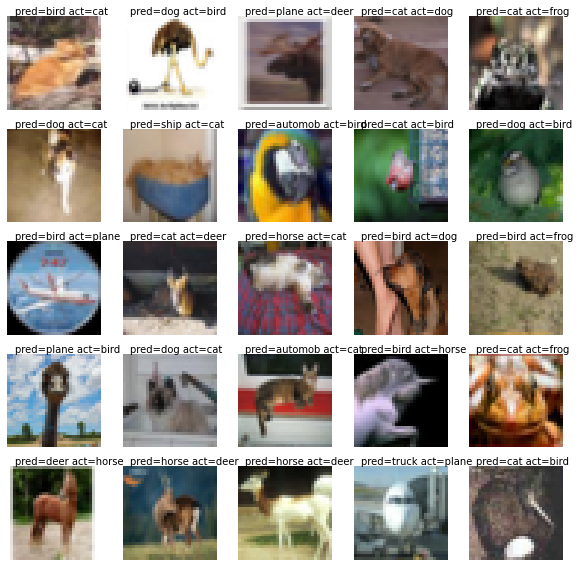 pred=bird act=cat
pred=dog act=bird
pred=plane act=deer
pred=cat act=dog
pred=cat act=frog
pred=dog act=cat
pred=ship act=cat
pred=automob act=bird
pred=cat act=bird
pred=dog act=bird
pred=bird act=plane
pred=cat act=deer
pred=horse act=cat
pred=bird act=dog
pred=bird act=frog
pred=plane act=bird
pred=dog act=cat
pred=automob act=cat
pred=bird act=horse
pred=cat act=frog
pred=deer act=horse
pred=horse act=deer
pred=horse act=deer
pred=truck act=plane
pred=cat act=bird